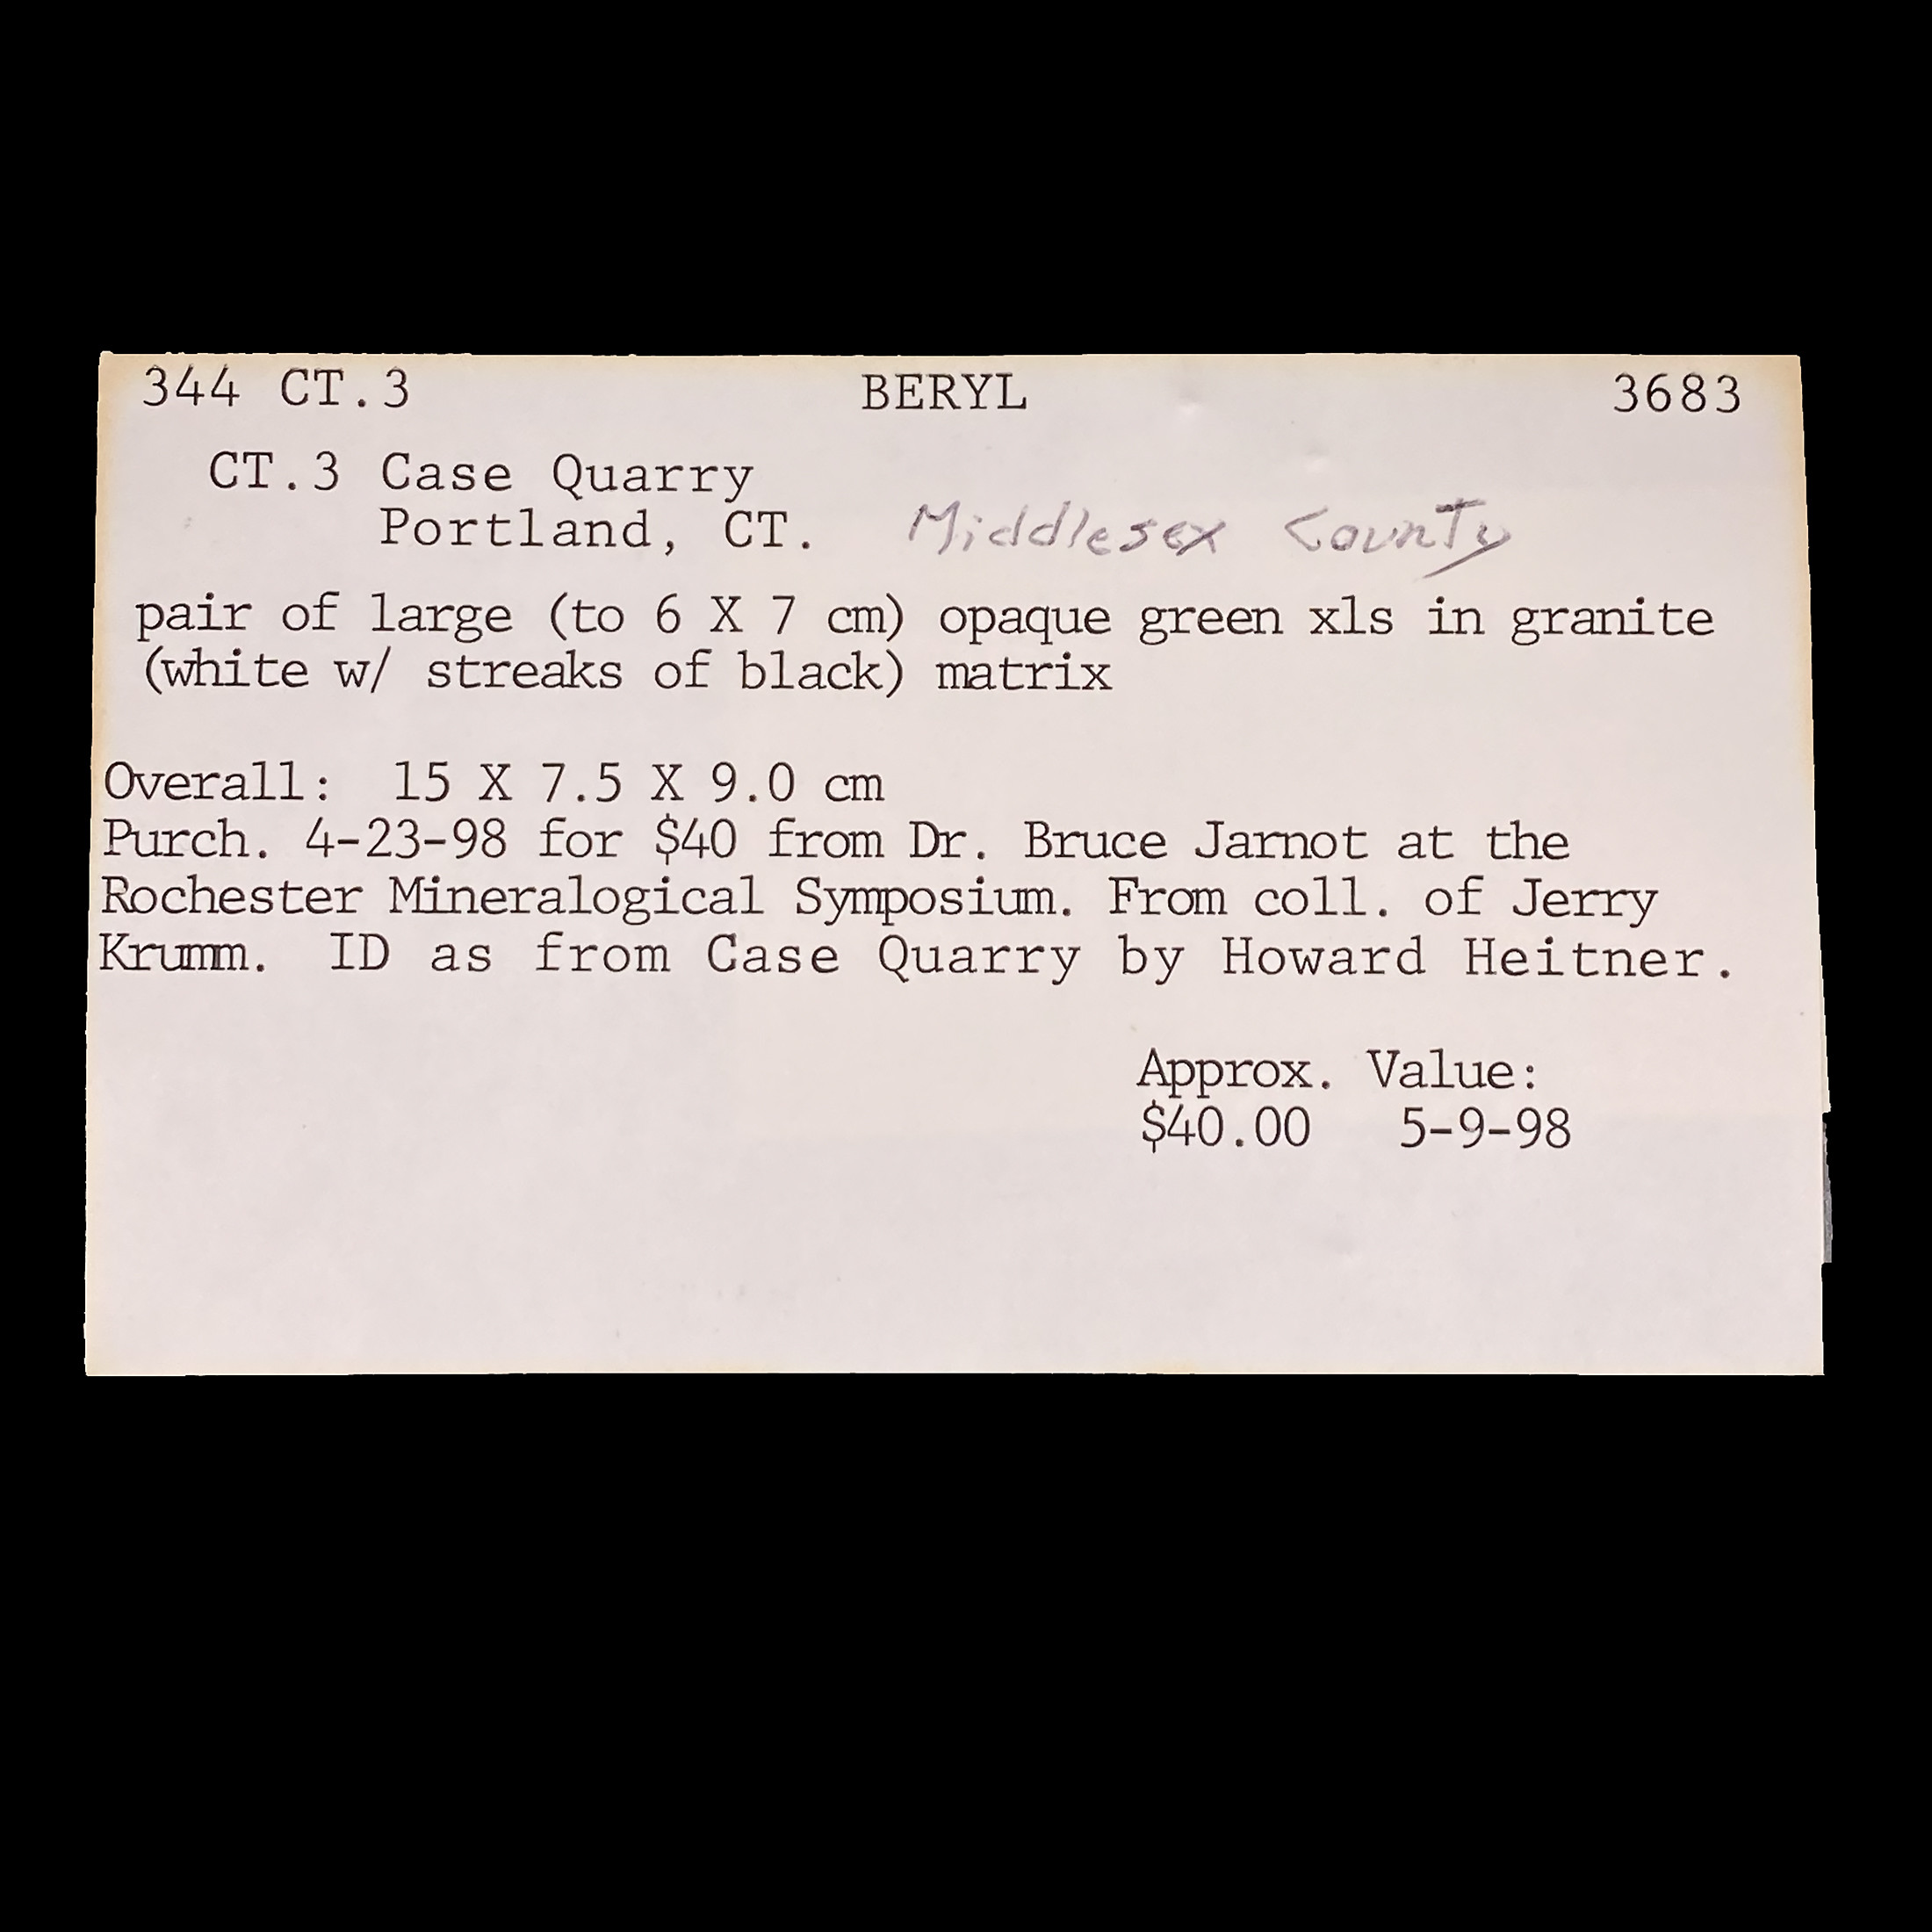 344 CT.3 BERYL 3683
CT.3 Case Quarry
Portland, CT. Middlesex County
pair of large (to 6 X 7 cm) opaque green xls in granite
(white w/ streaks of black) matrix
Overall: 15 X 7.5 X 9.0 cm
Purch. 4-23-98 for $40 from Dr. Bruce Jarnot at the
Rochester Mineralogical Symposium. From coll. of Jerry
Krumm. ID as from Case Quarry by Howard Heitner.
Approx. Value:
$40.00 5-9-98